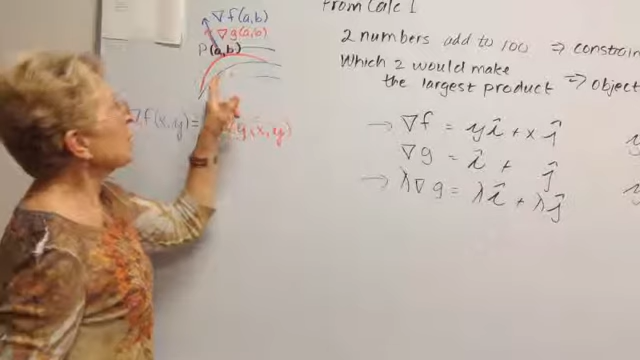 ∇f(a,b)
∇g(a,b)
P(a,b)
∇f(x,y)=
g(x,y)
From Calc 1
2 numbers add to 100 ⇒ constrain
Which 2 would make
the largest product ⇒ object
→ ∇f = yî + xĵ
∇g = î + ĵ
→ λ∇g = λî + λĵ